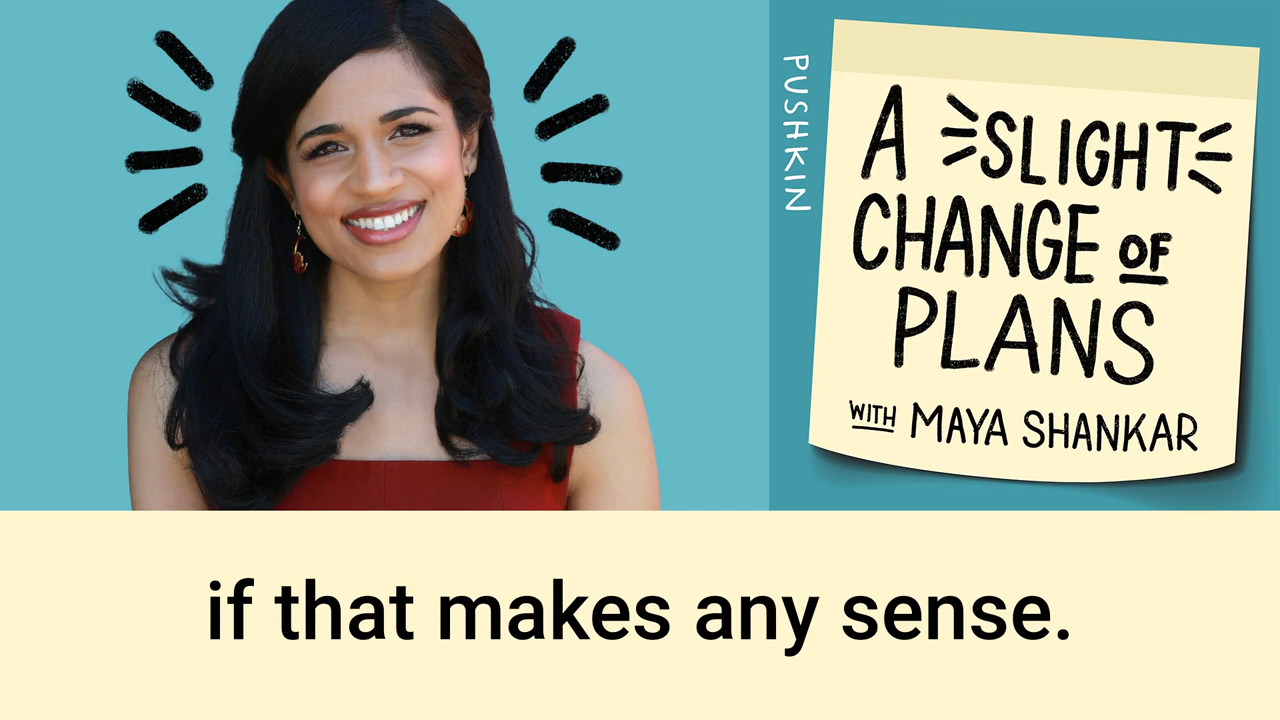 PUSHKIN
A SLIGHT
CHANGE OF
PLANS
WITH MAYA SHANKAR
if that makes any sense.